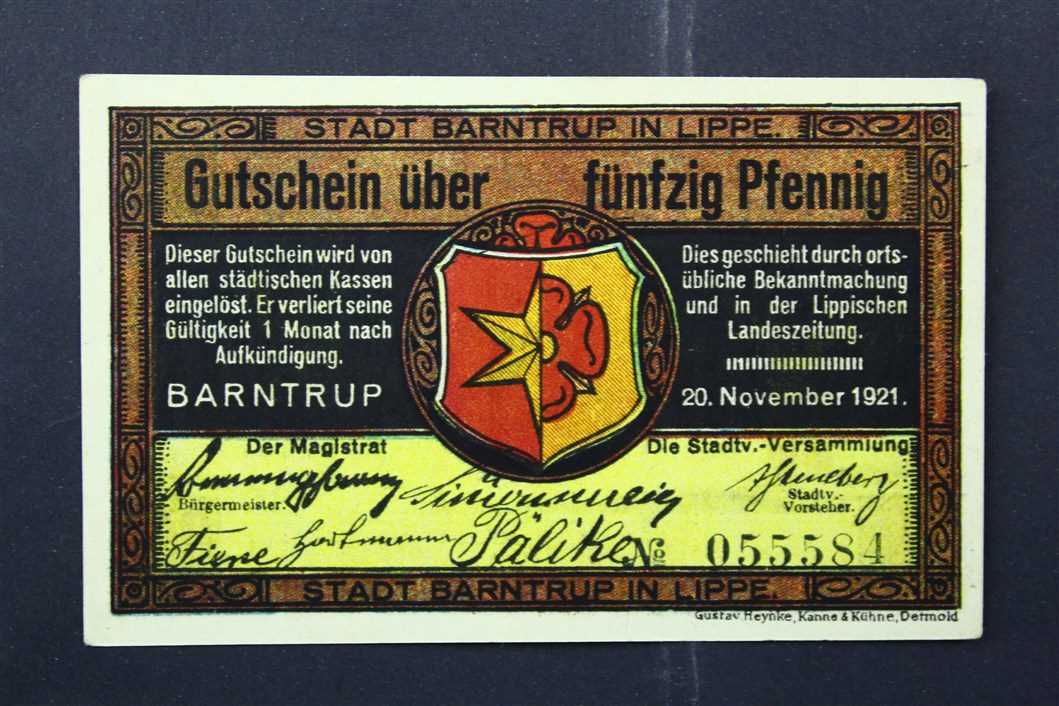 STADT BARNTRUP IN LIPPE.
Gutschein über fünfzig Pfennig
Dieser Gutschein wird von
allen städtischen Kassen
eingelöst. Er verliert seine
Gültigkeit 1 Monat nach
Aufkündigung.
BARNTRUP
Dies geschieht durch orts-
übliche Bekanntmachung
und in der Lippischen
Landeszeitung.
20. November 1921.
Der Magistrat
Die Stadtv.-Versammlung
Bürgermeister.
Stadtv.-
Vorsteher.
Fiene Hartmann Pälike
№ 055584
STADT BARNTRUP IN LIPPE.
Gustav Heynke, Kanne & Kühne, Detmold